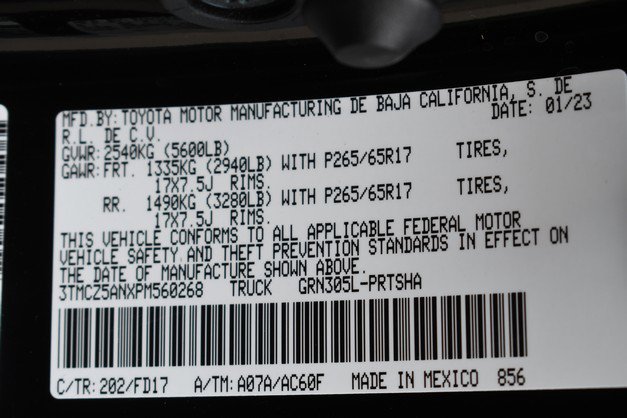 MFD.BY: TOYOTA MOTOR MANUFACTURING DE BAJA CALIFORNIA, S. DE
R.L. DE C.V. DATE: 01/23
GVWR: 2540KG (5600LB)
GAWR: FRT. 1335KG (2940LB) WITH P265/65R17 TIRES,
17X7.5J RIMS.
RR. 1490KG (3280LB) WITH P265/65R17 TIRES,
17X7.5J RIMS.
THIS VEHICLE CONFORMS TO ALL APPLICABLE FEDERAL MOTOR
VEHICLE SAFETY AND THEFT PREVENTION STANDARDS IN EFFECT ON
THE DATE OF MANUFACTURE SHOWN ABOVE.
3TMCZ5ANXPM560268 TRUCK GRN305L-PRTSHA
C/TR: 202/FD17 A/TM: A07A/AC60F MADE IN MEXICO 856